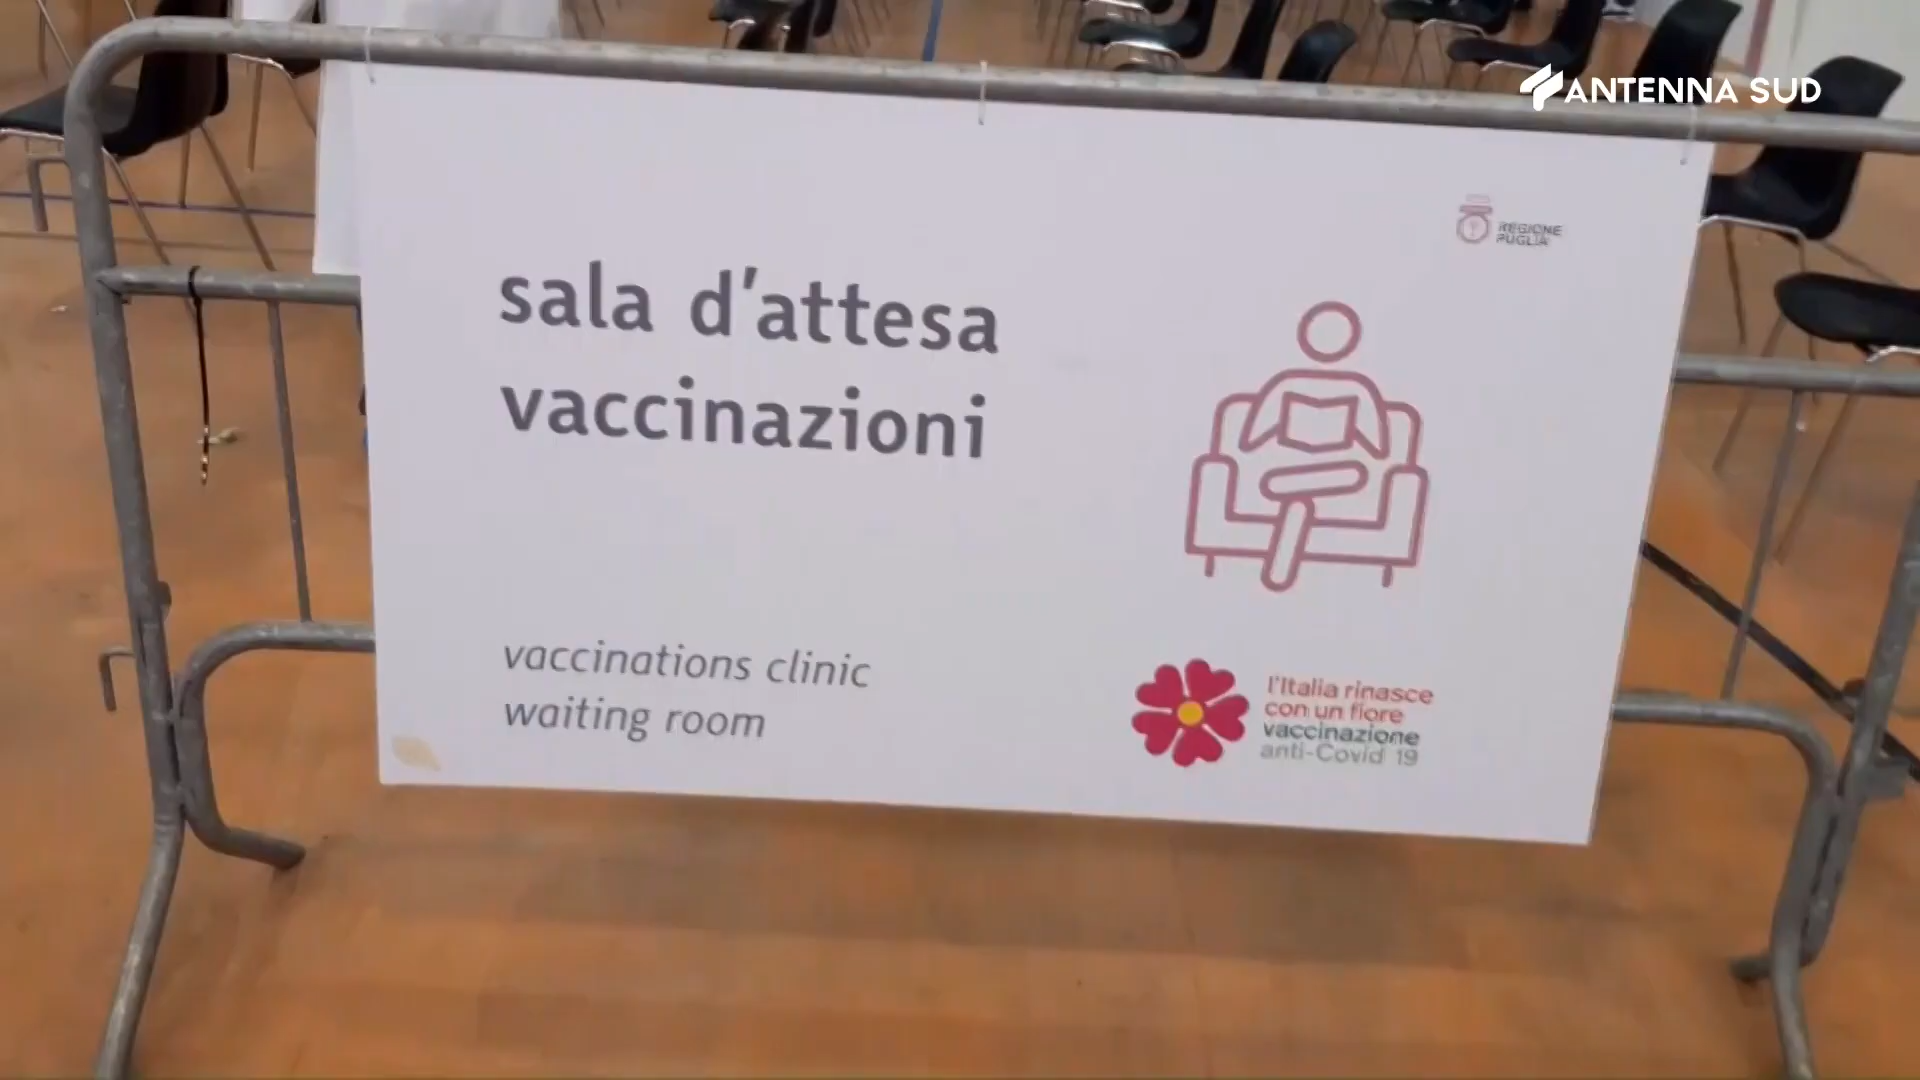 ANTENNA SUD
REGIONE
PUGLIA
sala d'attesa
vaccinazioni
vaccinations clinic
waiting room
l'Italia rinasce
con un fiore
vaccinazione
anti-Covid 19